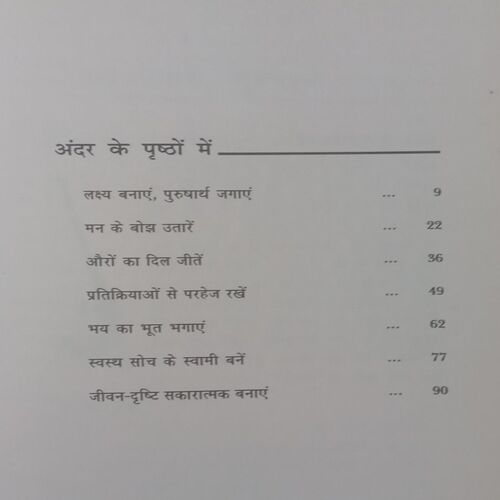 अंदर के पृष्ठों में
लक्ष्य बनाएं, पुरुषार्थ जगाएं ... 9
मन के बोझ उतारें ... 22
औरों का दिल जीतें ... 36
प्रतिक्रियाओं से परहेज रखें ... 49
भय का भूत भगाएं ... 62
स्वस्थ सोच के स्वामी बनें ... 77
जीवन-दृष्टि सकारात्मक बनाएं ... 90